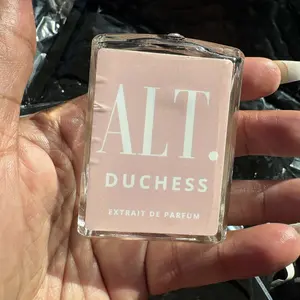 ALT.
DUCHESS
EXTRAIT DE PARFUM